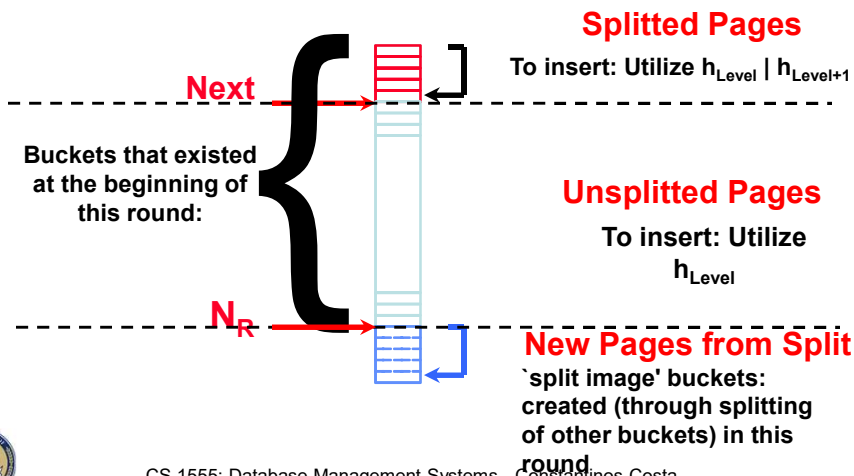 Splitted Pages
To insert: Utilize hLevel | hLevel+1
Next
Buckets that existed
at the beginning of
this round:
Unsplitted Pages
To insert: Utilize
hLevel
NR
New Pages from Split
`split image' buckets:
created (through splitting
of other buckets) in this
round
CS 1555: Database Management Systems - Constantinos Costa